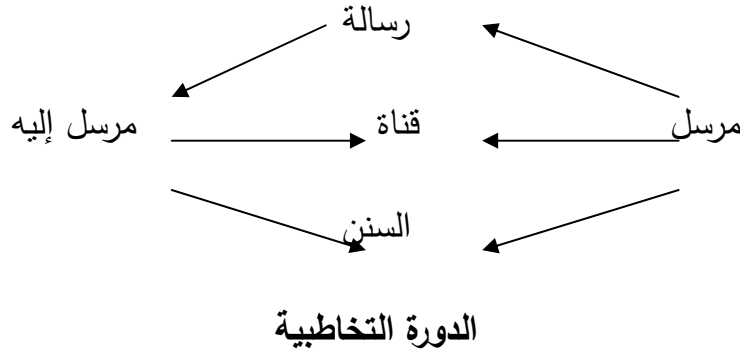 رسالة
مرسل قناة مرسل إليه
السنن
الدورة التخاطبية